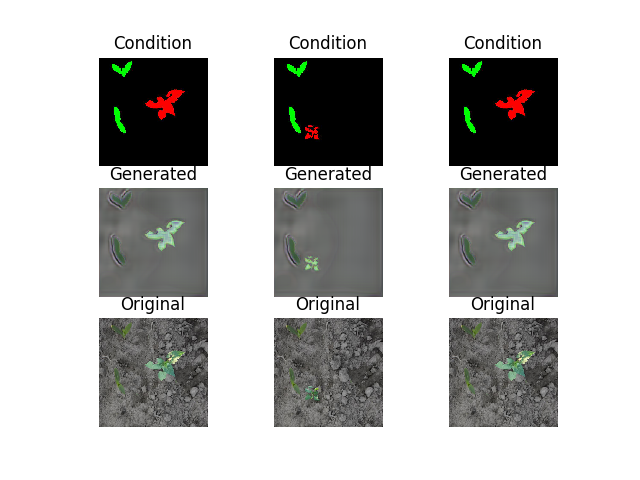 Condition Condition Condition
Generated Generated Generated
Original Original Original